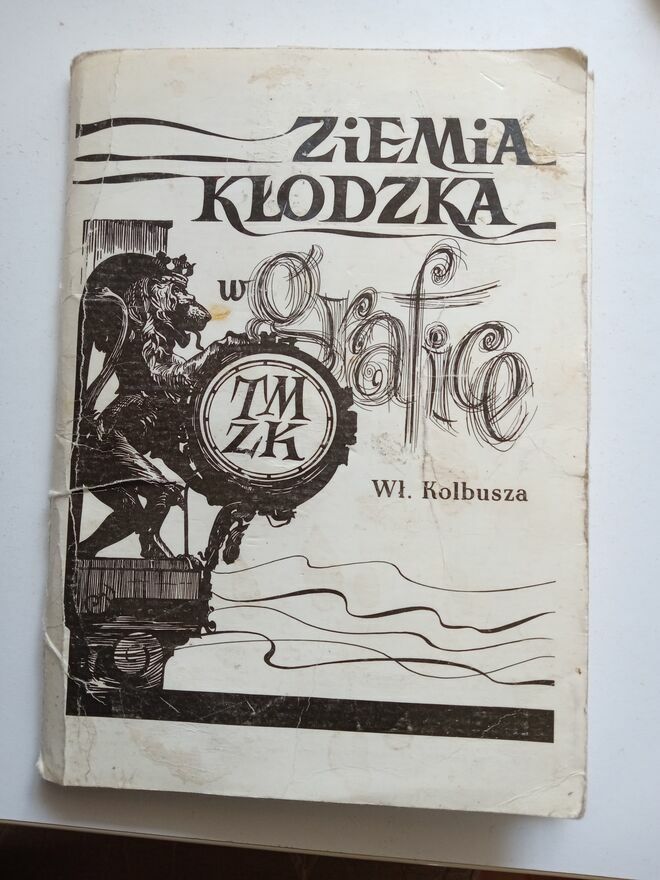 ZiEMiA
KŁODZKA
w grafice
TM
ZK
Wł. Kolbusza